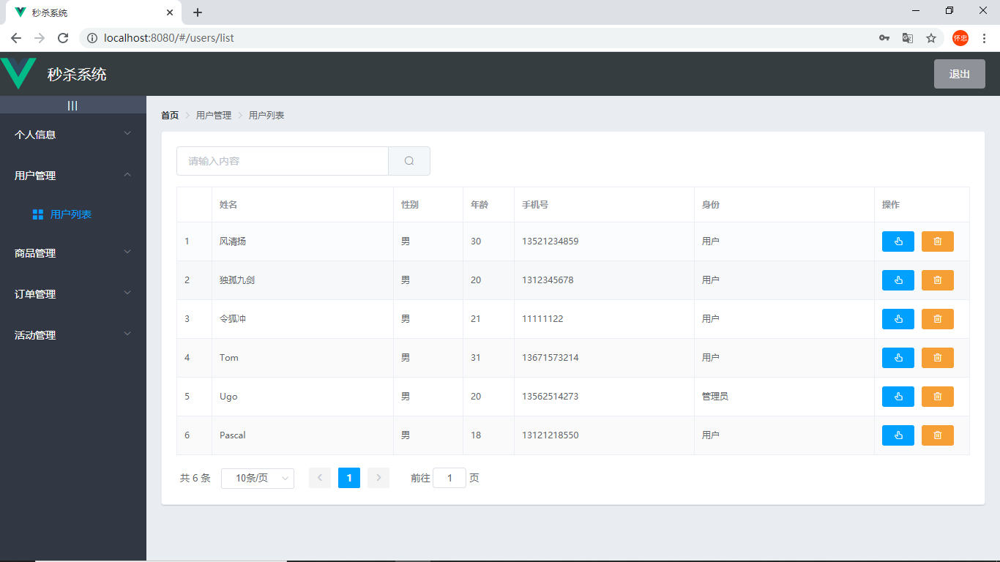 秒杀系统
localhost:8080/#/users/list
怀忠
秒杀系统
退出
|||
首页 用户管理 用户列表
个人信息
用户管理
用户列表
商品管理
订单管理
活动管理
请输入内容
姓名 性别 年龄 手机号 身份 操作
1 风清扬 男 30 13521234859 用户
2 独孤九剑 男 20 1312345678 用户
3 令狐冲 男 21 11111122 用户
4 Tom 男 31 13671573214 用户
5 Ugo 男 20 13562514273 管理员
6 Pascal 男 18 13121218550 用户
共 6 条 10条/页 1 前往 1 页